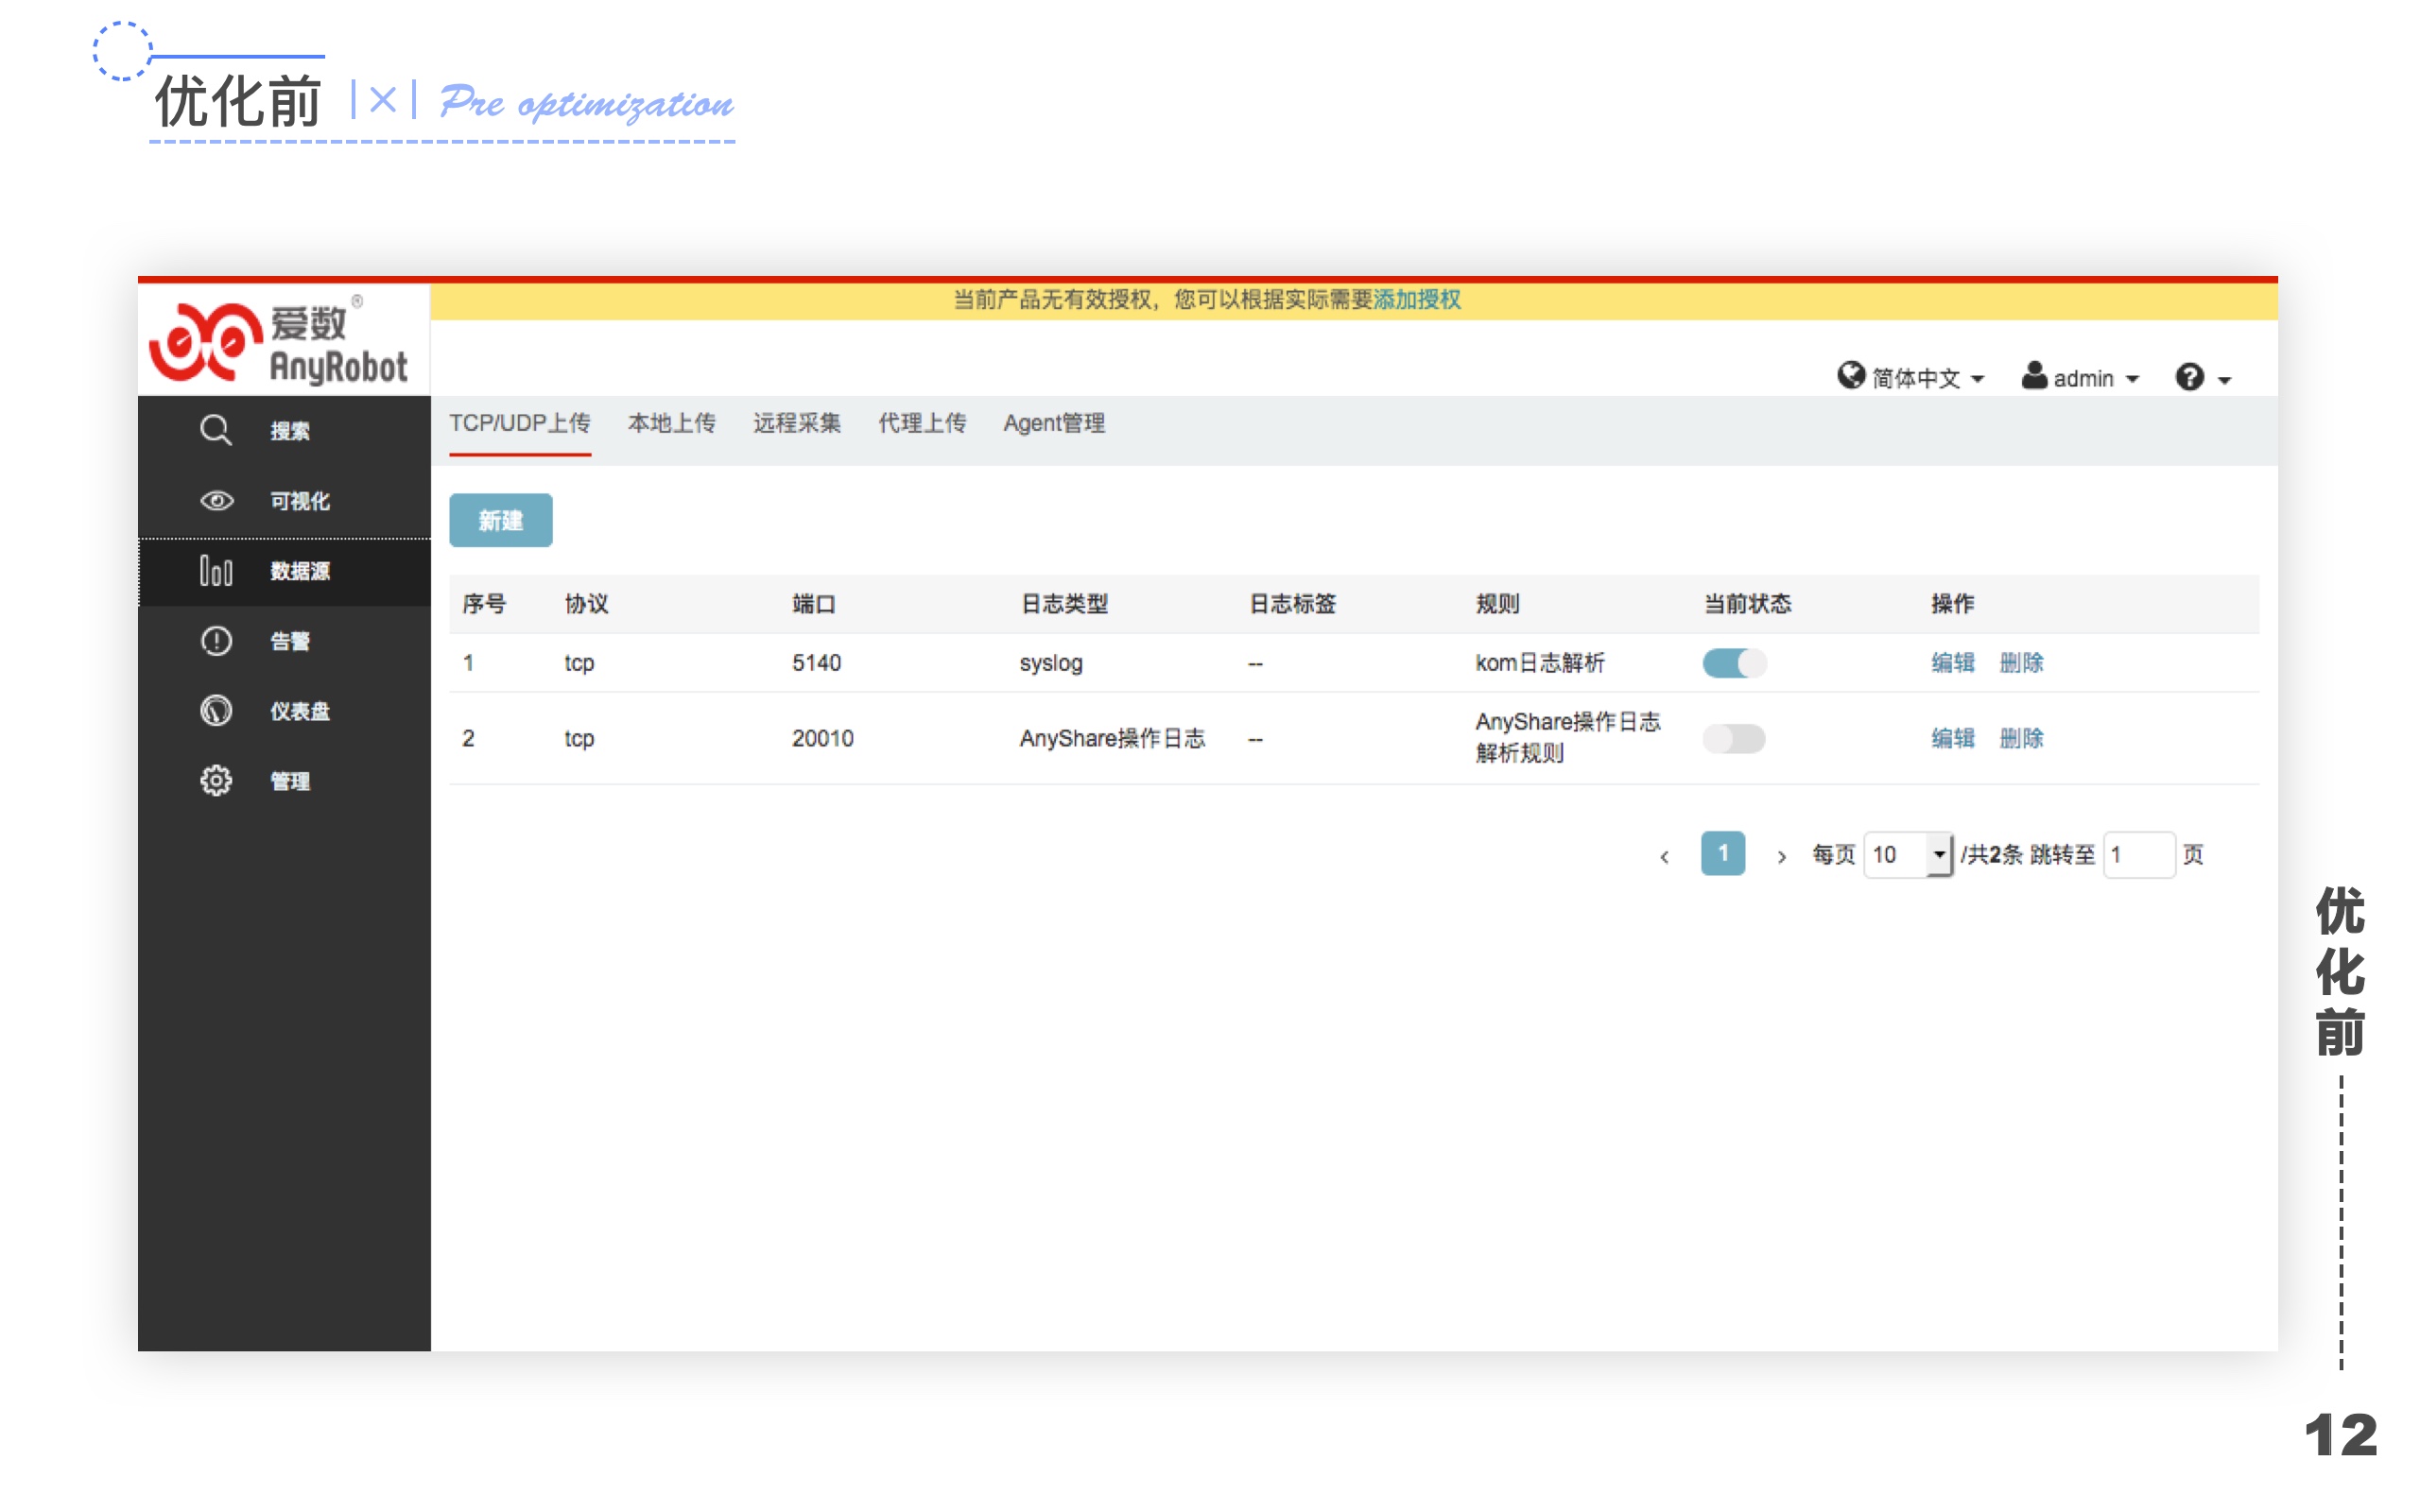 优化前 |×| Pre optimization
当前产品无有效授权，您可以根据实际需要添加授权
爱数®
AnyRobot
简体中文 admin ?
搜索
可视化
数据源
告警
仪表盘
管理
TCP/UDP上传 本地上传 远程采集 代理上传 Agent管理
新建
序号 协议 端口 日志类型 日志标签 规则 当前状态 操作
1 tcp 5140 syslog -- kom日志解析 编辑 删除
2 tcp 20010 AnyShare操作日志 -- AnyShare操作日志 编辑 删除
解析规则
‹ 1 › 每页 10 /共2条 跳转至 1 页
优化前
12